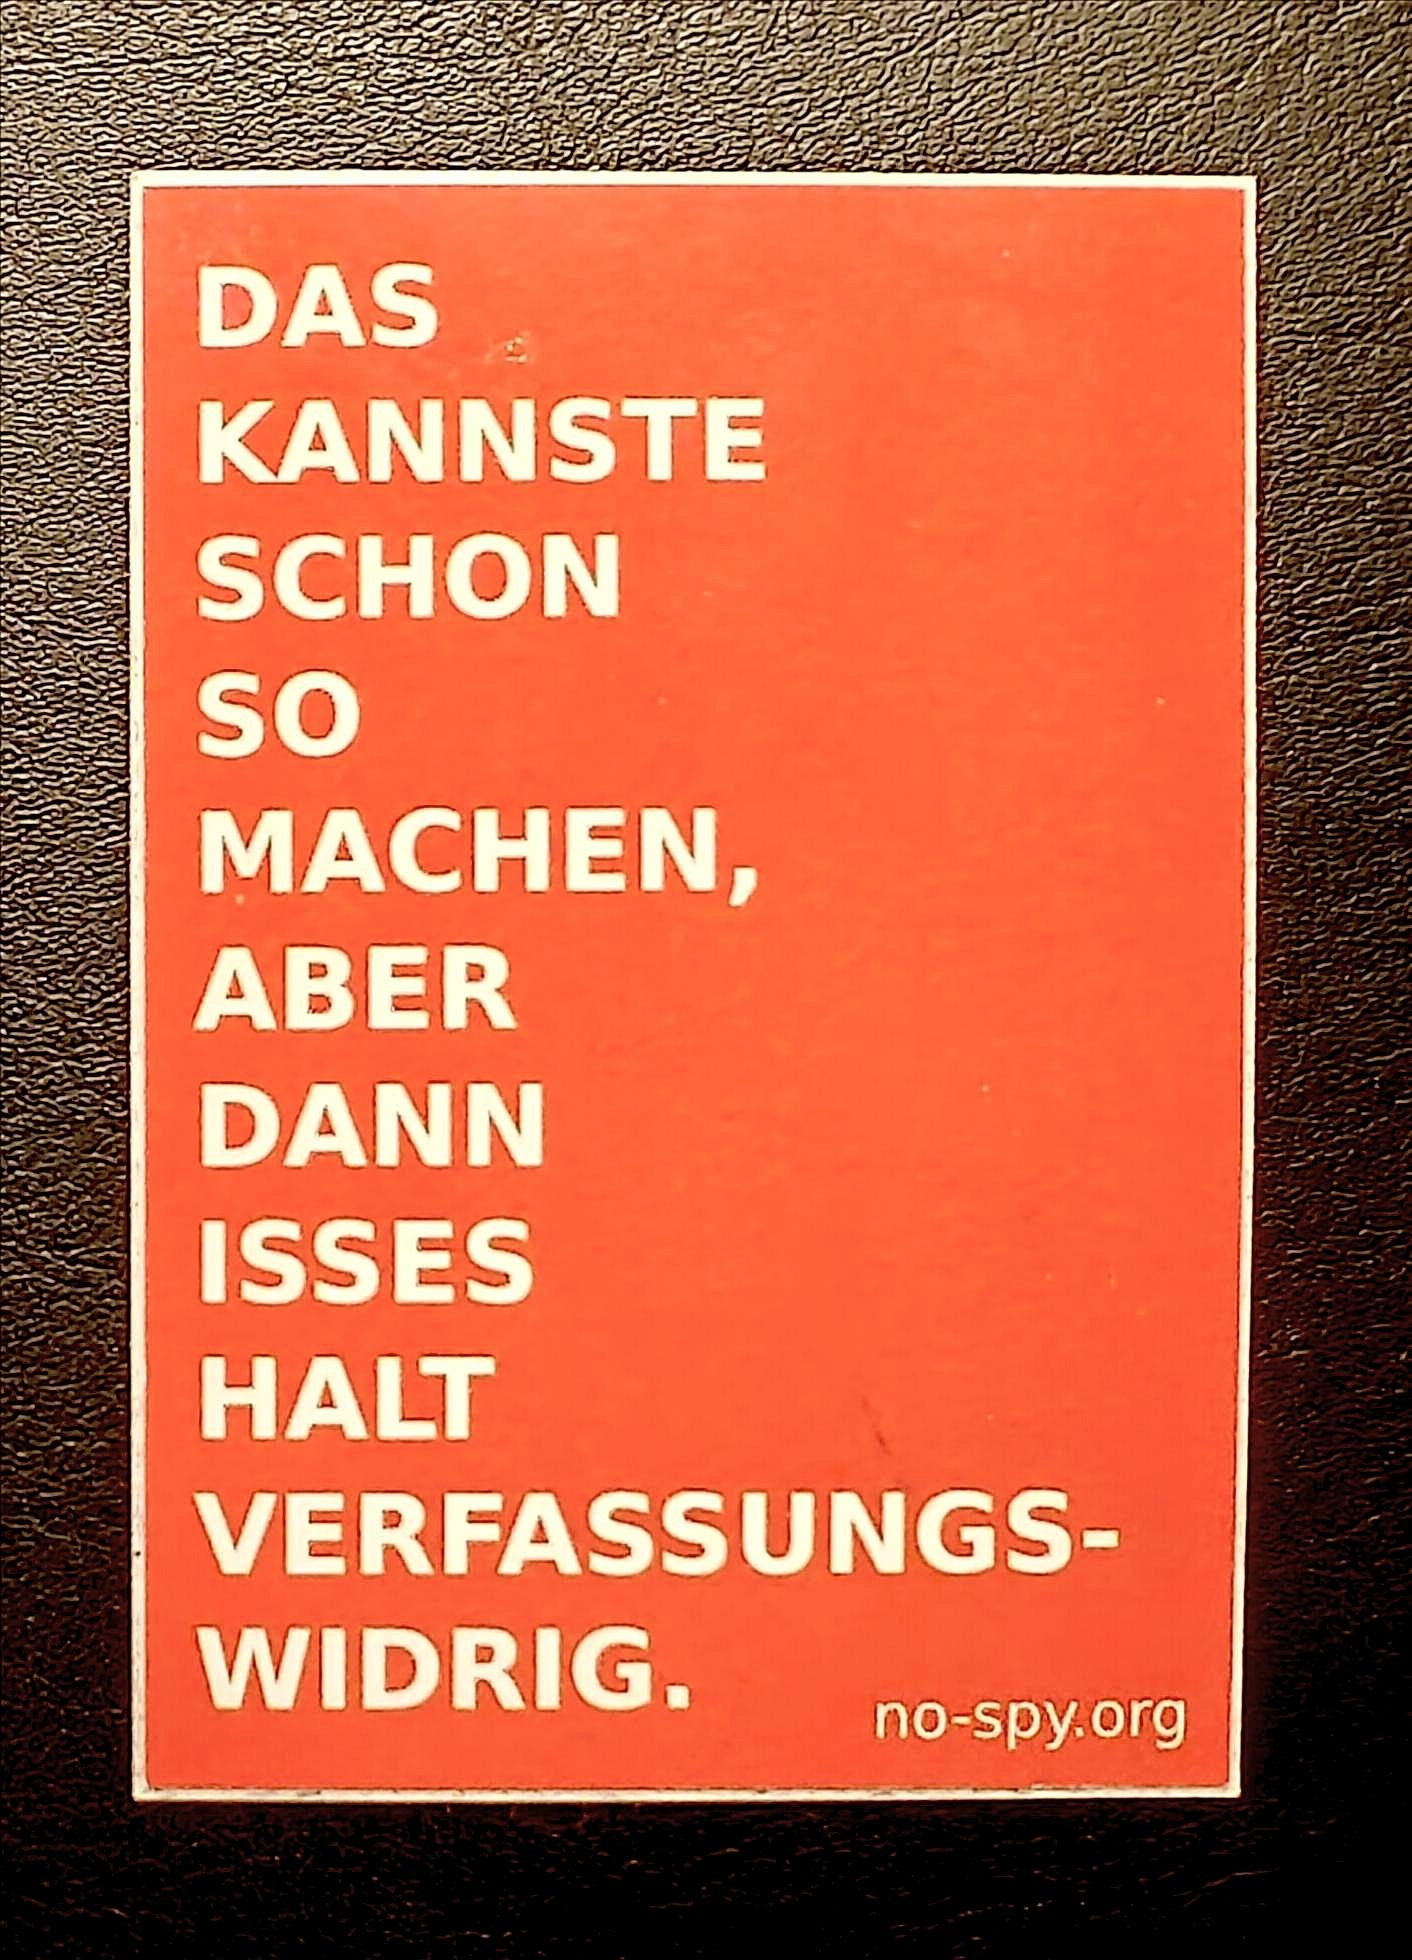 DAS
KANNSTE
SCHON
SO
MACHEN,
ABER
DANN
ISSES
HALT
VERFASSUNGS-
WIDRIG.
no-spy.org